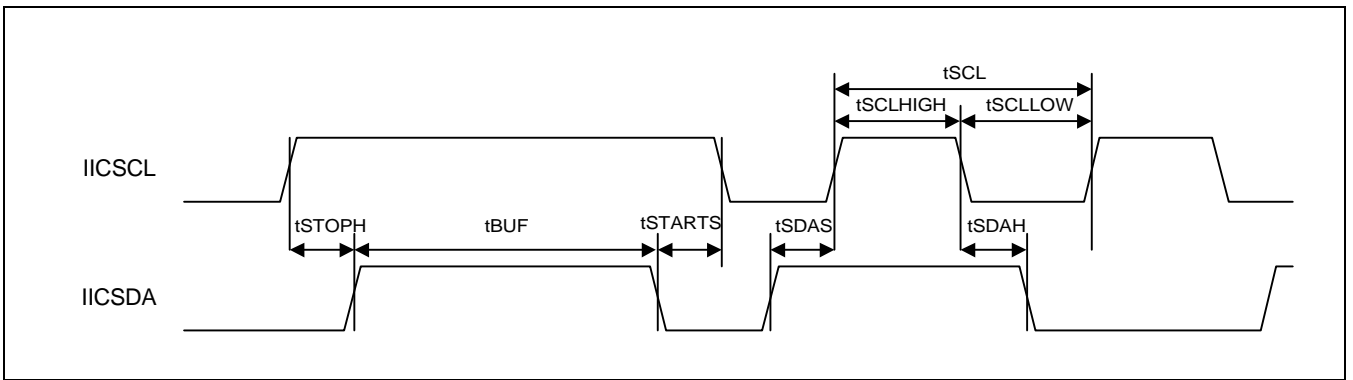 tSCL
tSCLHIGH tSCLLOW
IICSCL
tSTOPH tBUF tSTARTS tSDAS tSDAH
IICSDA